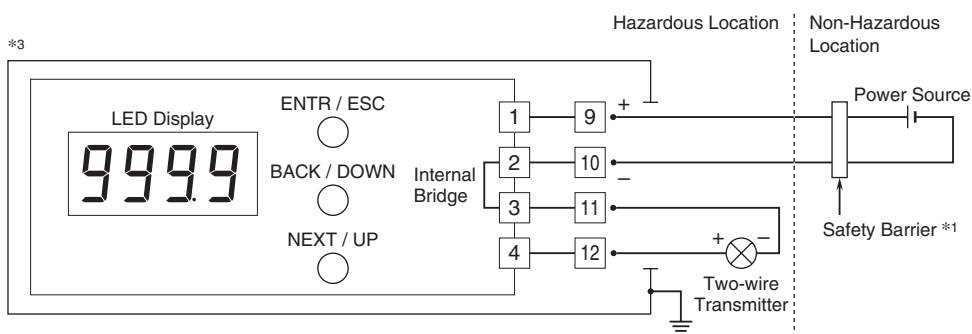 Hazardous Location
Non-Hazardous
Location
*3
Power Source
LED Display
999.9
ENTR / ESC
BACK / DOWN
NEXT / UP
Internal
Bridge
1
9
+
2
10
–
3
11
4
12
+
–
Two-wire
Transmitter
Safety Barrier *1